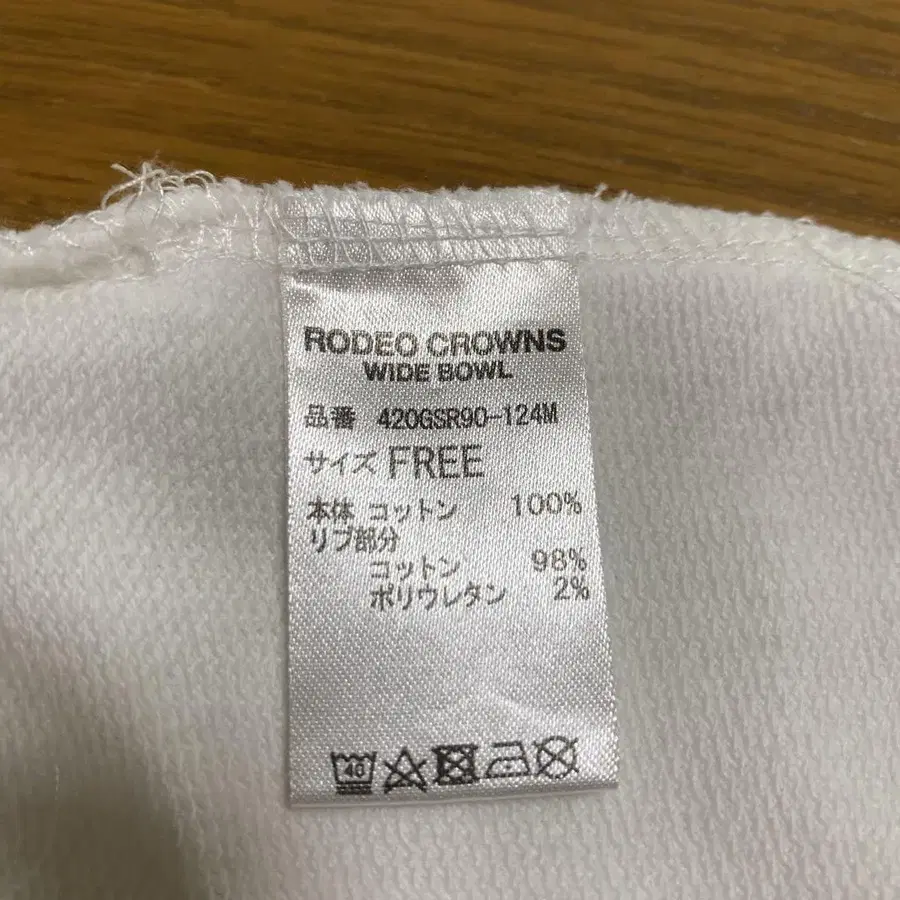 RODEO CROWNS
WIDE BOWL
品番 420GSR90-124M
サイズ FREE
本体 コットン 100%
リブ部分
コットン 98%
ポリウレタン 2%
40